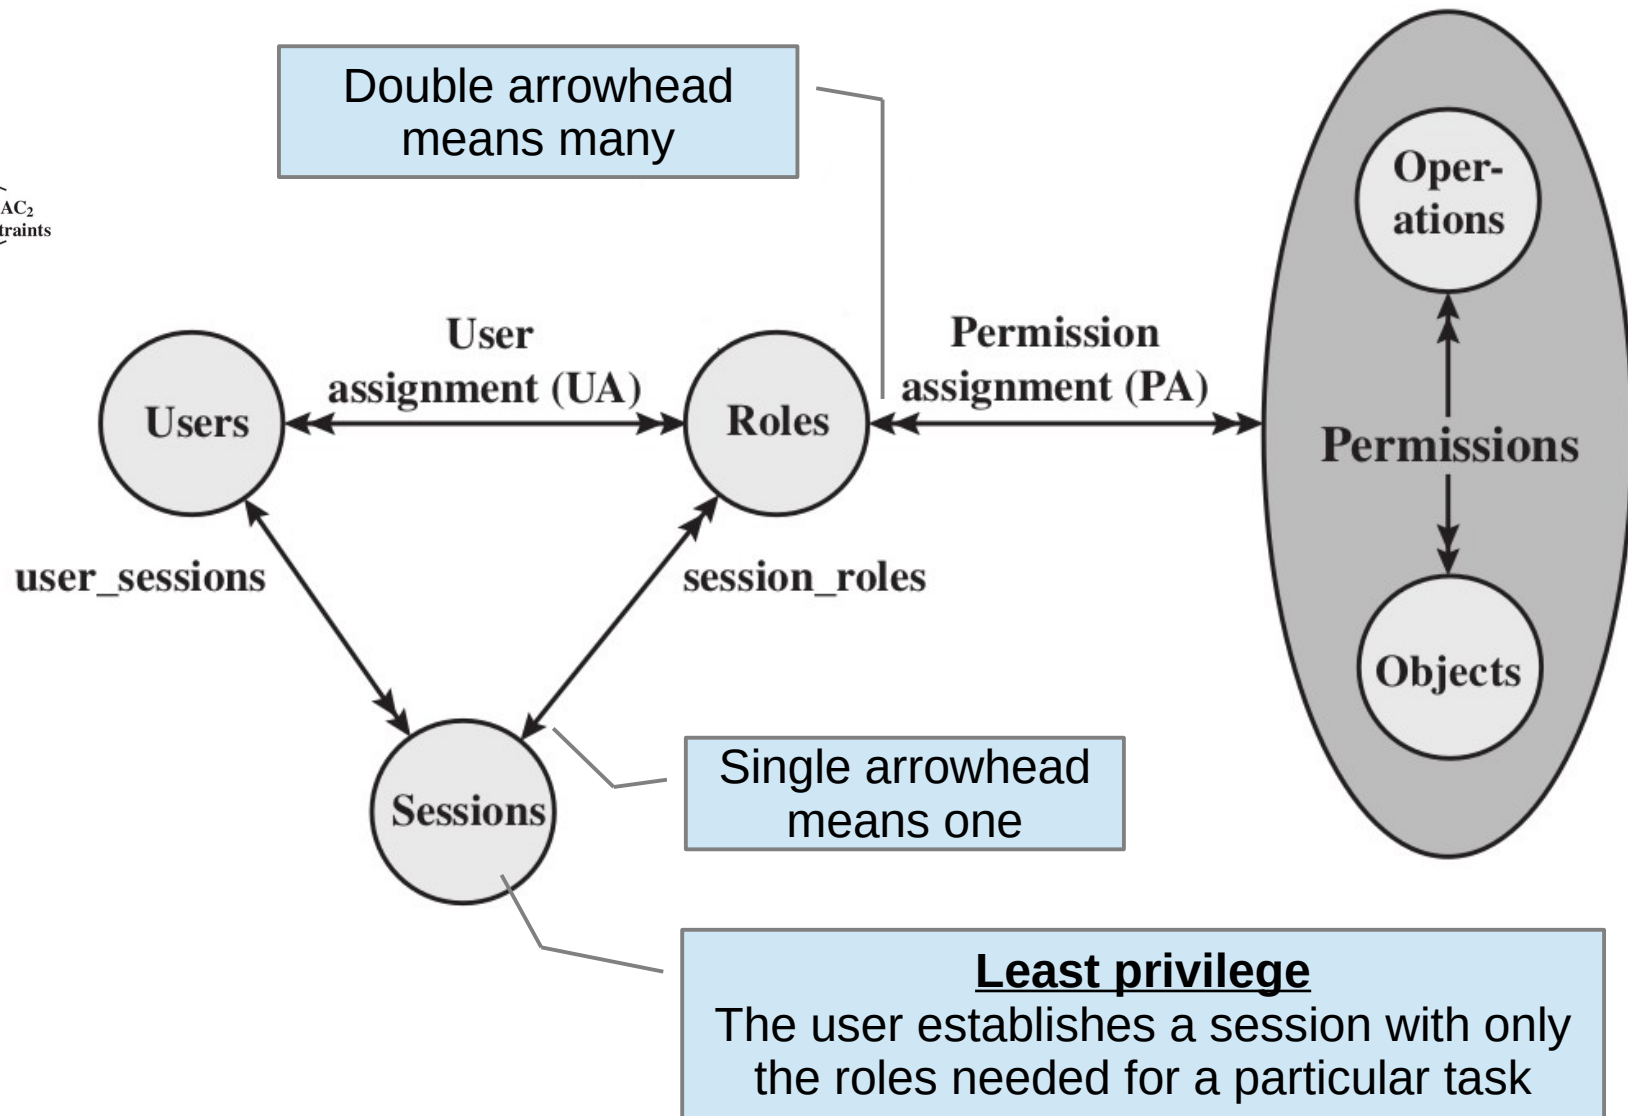 Double arrowhead
means many
Oper-
ations
AC₂
traints
User
assignment (UA)
Permission
assignment (PA)
Users
Roles
Permissions
user_sessions
session_roles
Objects
Single arrowhead
means one
Sessions
Least privilege
The user establishes a session with only
the roles needed for a particular task